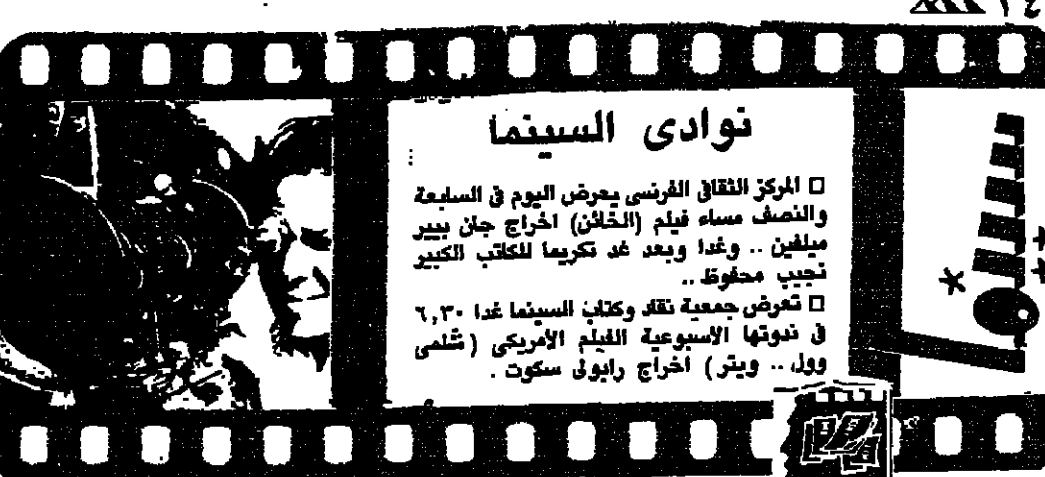 ٢٤
نوادى السينما
□ المركز الثقافى الفرنسى يعرض اليوم فى السابعة
والنصف مساء فيلم (الخائن) اخراج جان بيير
ميلفين .. وغدا وبعد غد تكريما للكاتب الكبير
نجيب محفوظ ..
□ تعرض جمعية نقاد وكتاب السينما غدا ٦,٣٠
فى ندوتها الأسبوعية الفيلم الأمريكى (شلمى
وول .. ويتر) اخراج رابولى سكوت .